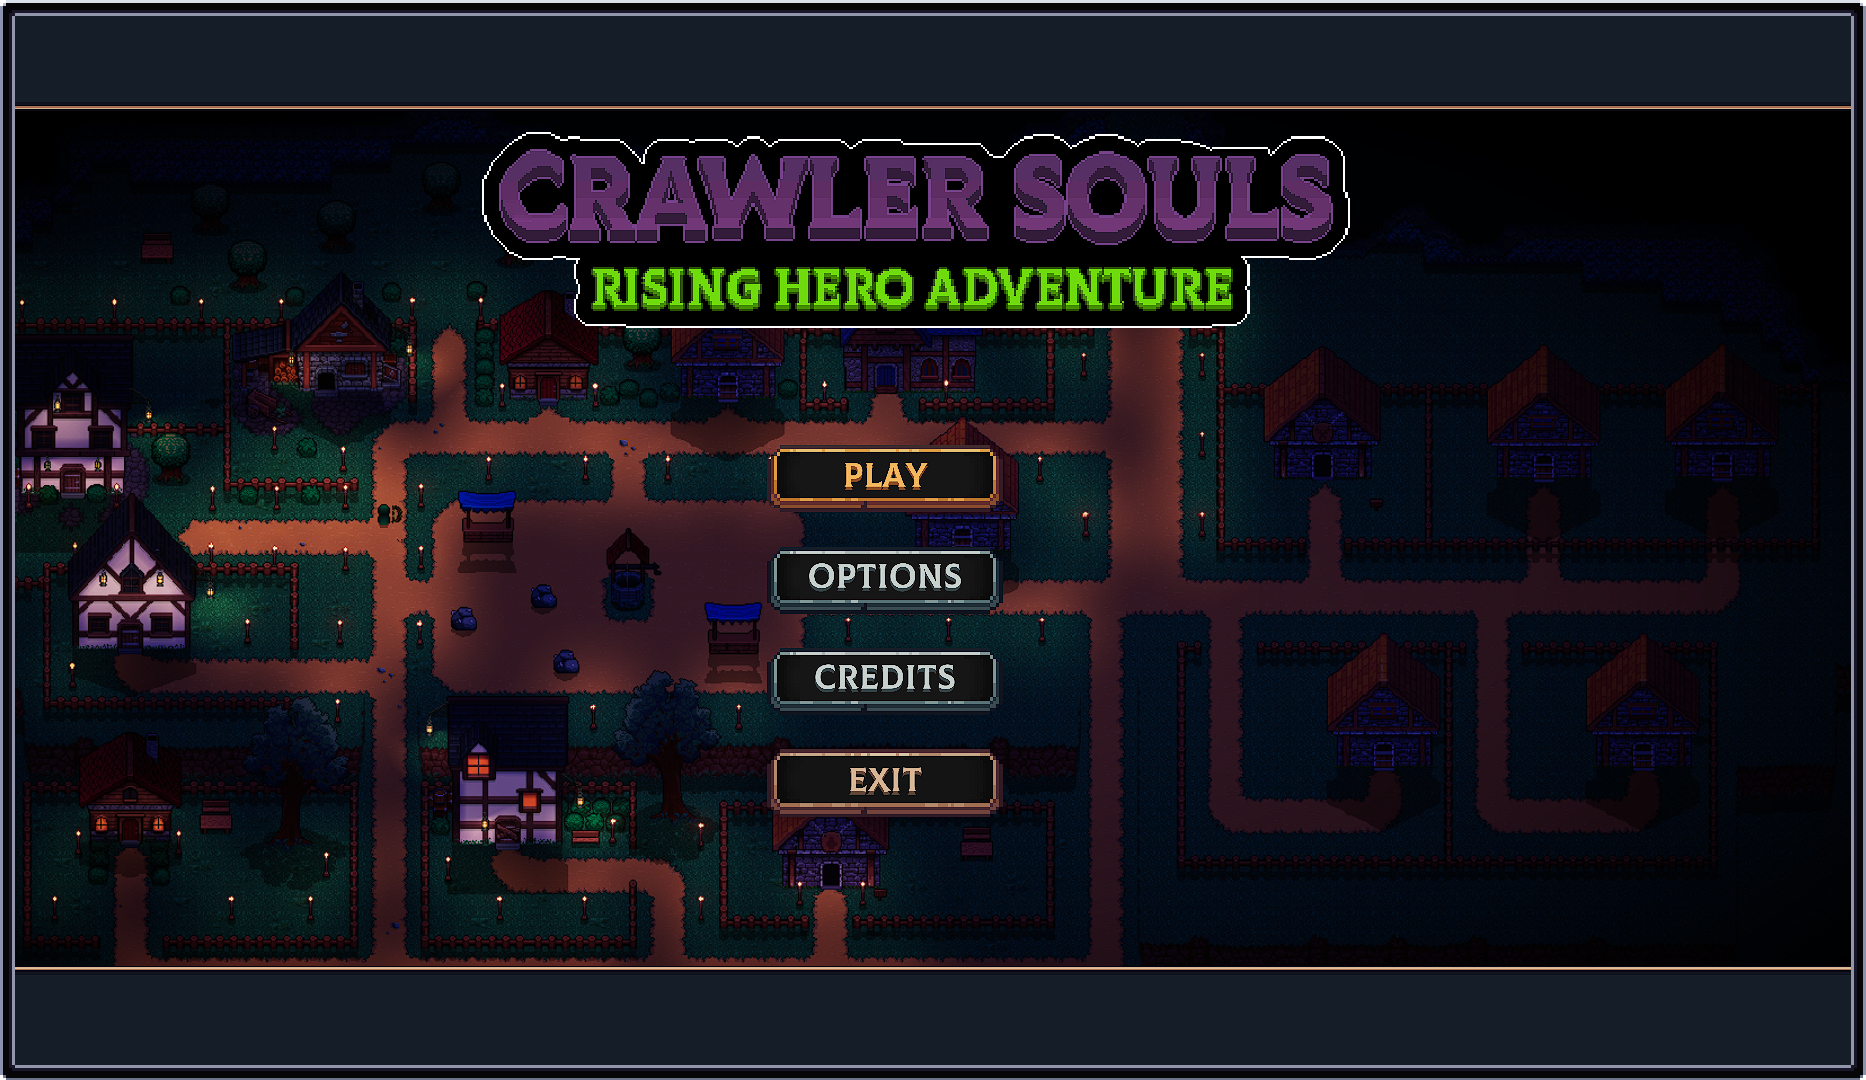 CRAWLER SOULS
RISING HERO ADVENTURE
PLAY
OPTIONS
CREDITS
EXIT